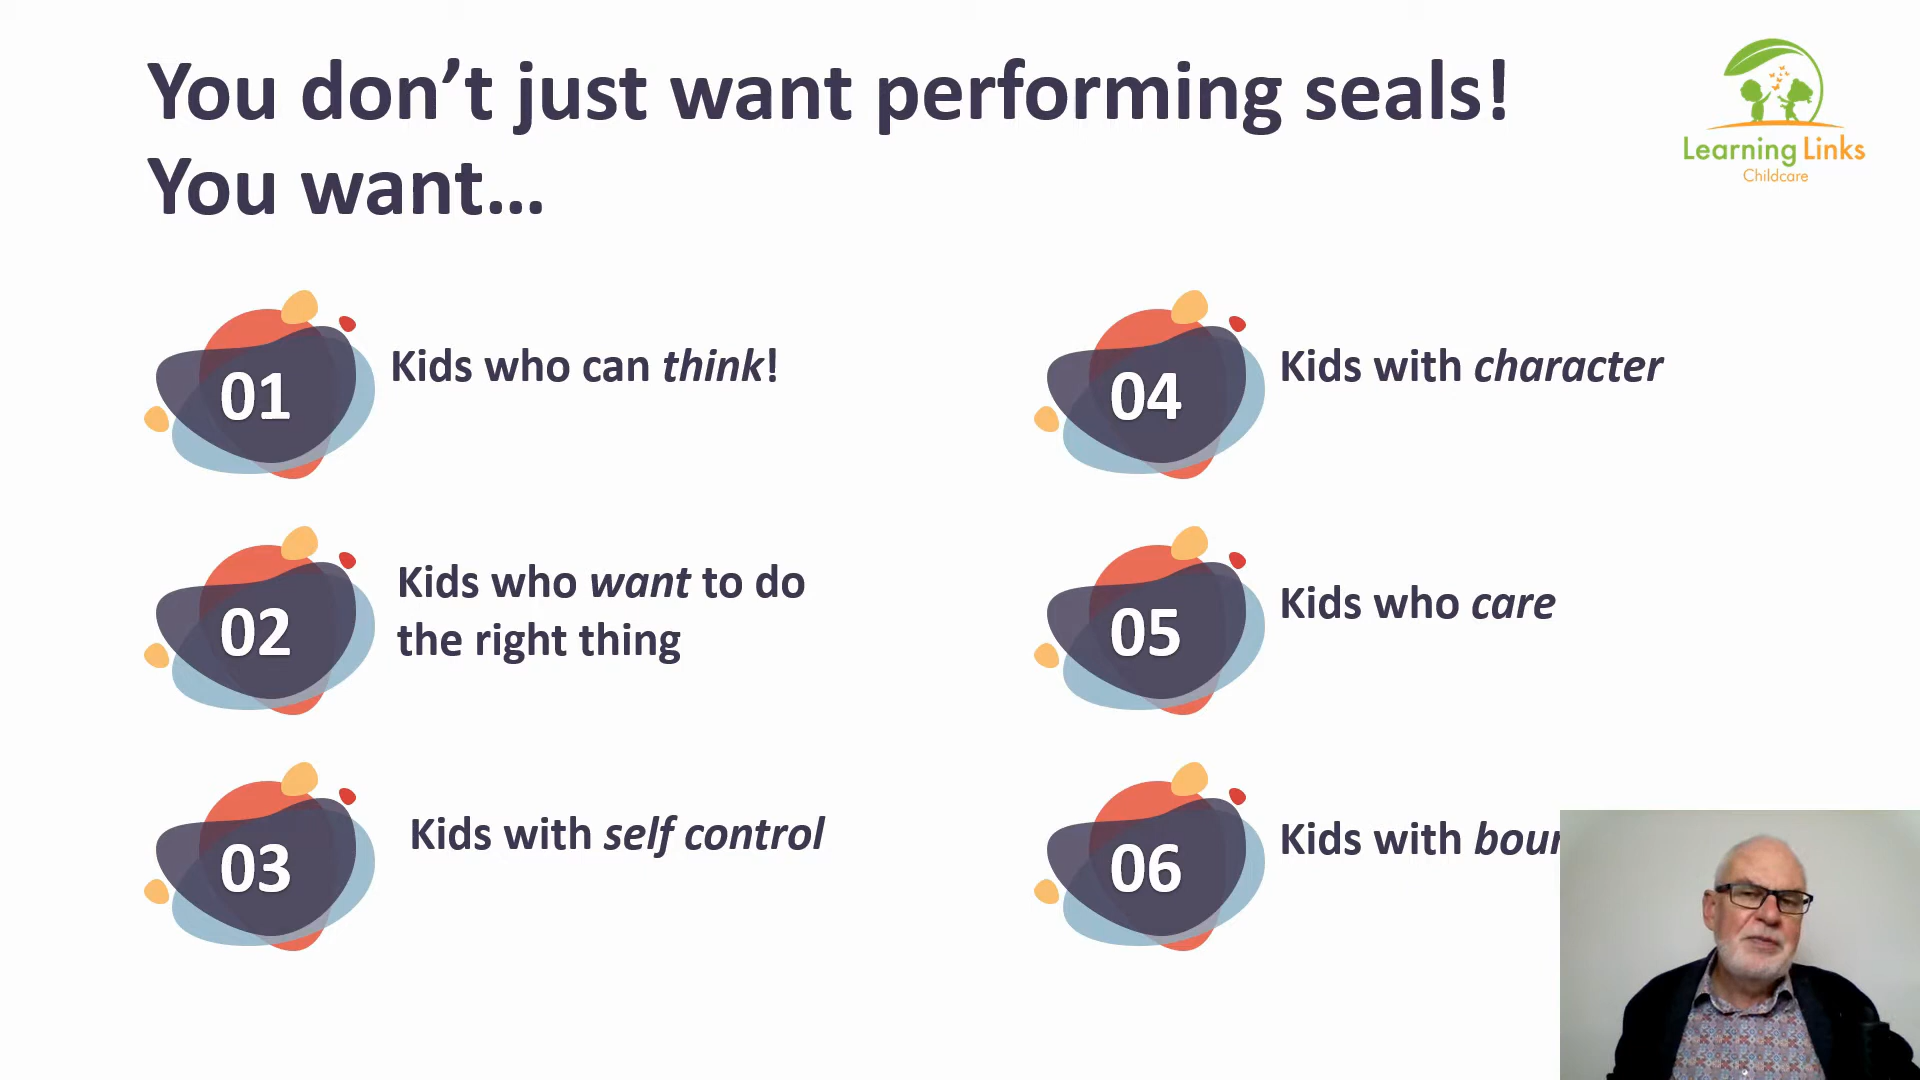 You don’t just want performing seals!
You want…
Learning Links
Childcare
01
Kids who can think!
02
Kids who want to do
the right thing
03
Kids with self control
04
Kids with character
05
Kids who care
06
Kids with